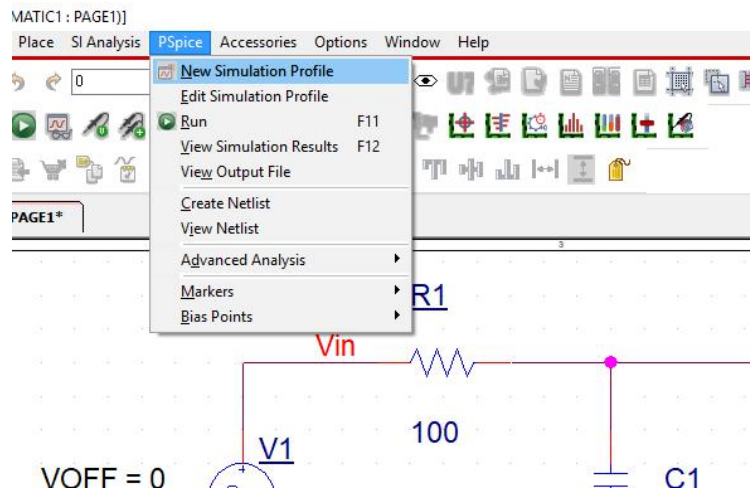 MATIC1 : PAGE1)]
Place SI Analysis PSpice Accessories Options Window Help
0
New Simulation Profile
Edit Simulation Profile
Run F11
View Simulation Results F12
View Output File
Create Netlist
View Netlist
Advanced Analysis
Markers
Bias Points
U?
PAGE1*
3
R1
Vin
100
V1
VOFF = 0
C1